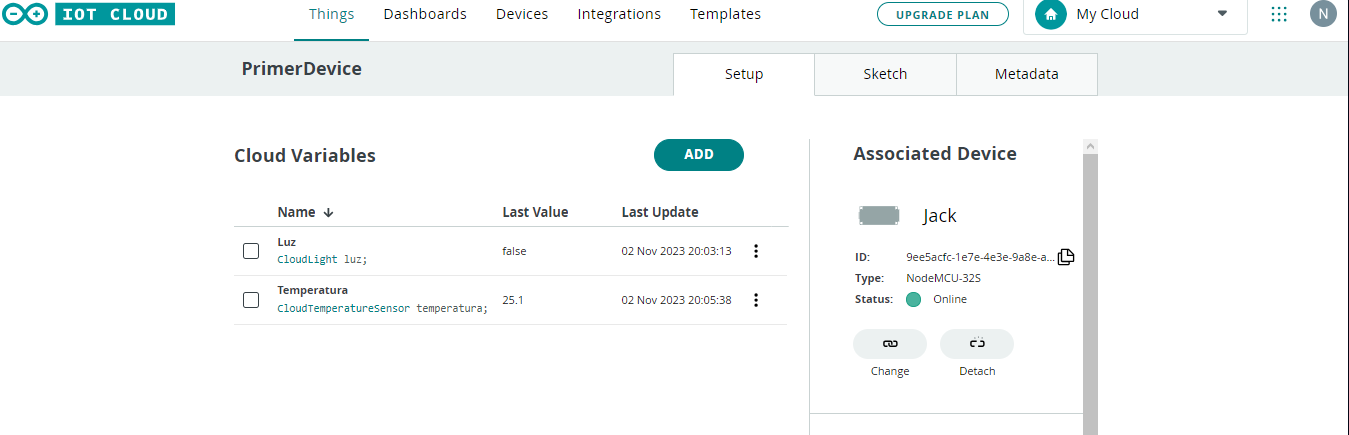 IOT CLOUD Things Dashboards Devices Integrations Templates UPGRADE PLAN My Cloud N
PrimerDevice Setup Sketch Metadata
Cloud Variables ADD
Name Last Value Last Update
Luz
CloudLight luz; false 02 Nov 2023 20:03:13
Temperatura
CloudTemperatureSensor temperatura; 25.1 02 Nov 2023 20:05:38
Associated Device
Jack
ID: 9ee5acfc-1e7e-4e3e-9a8e-a...
Type: NodeMCU-32S
Status: Online
Change Detach